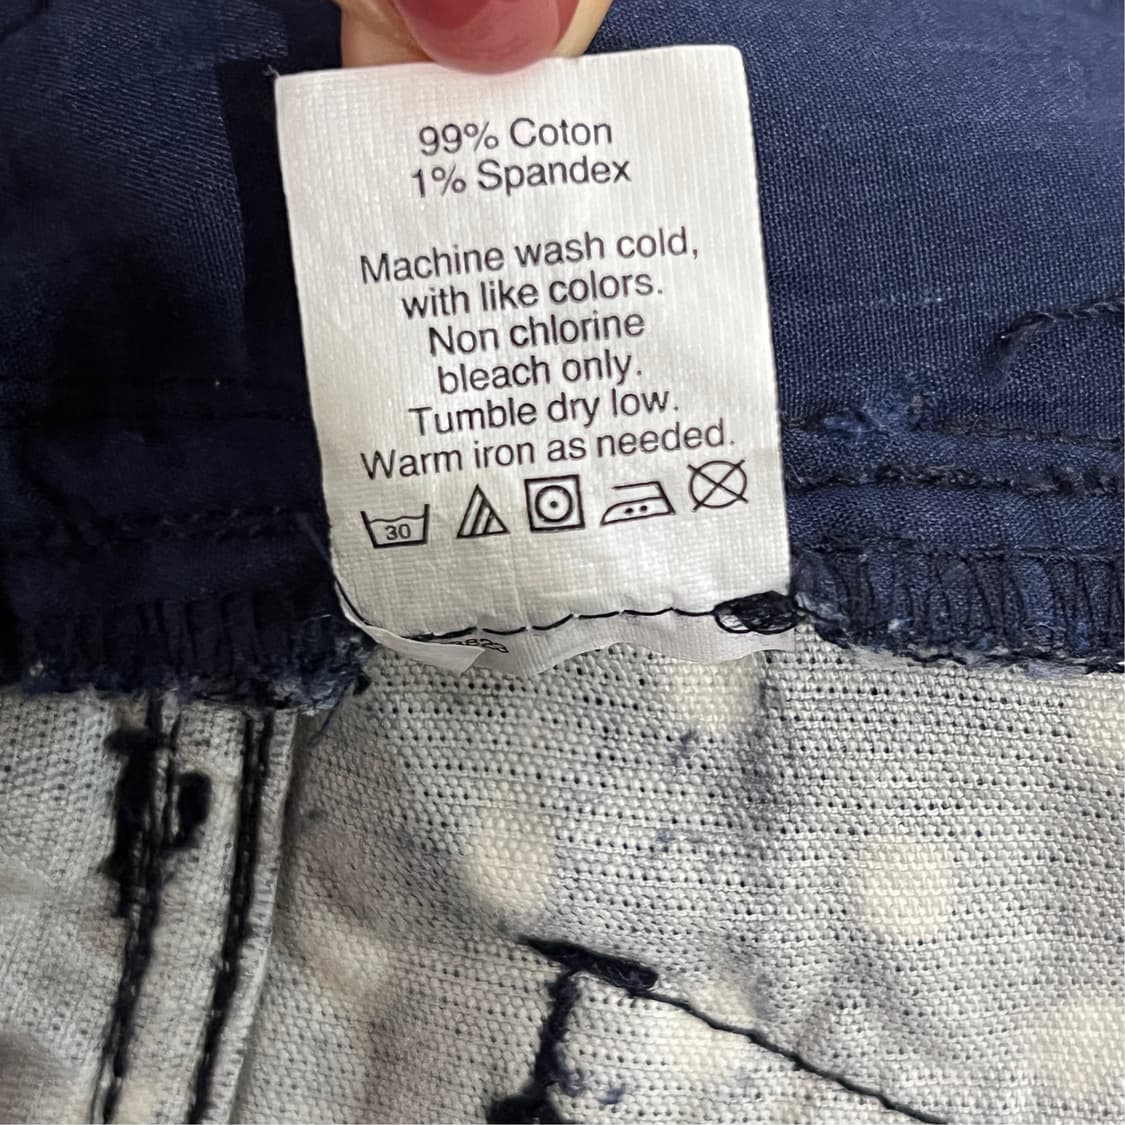 99% Coton
1% Spandex
Machine wash cold,
with like colors.
Non chlorine
bleach only.
Tumble dry low.
Warm iron as needed.
30